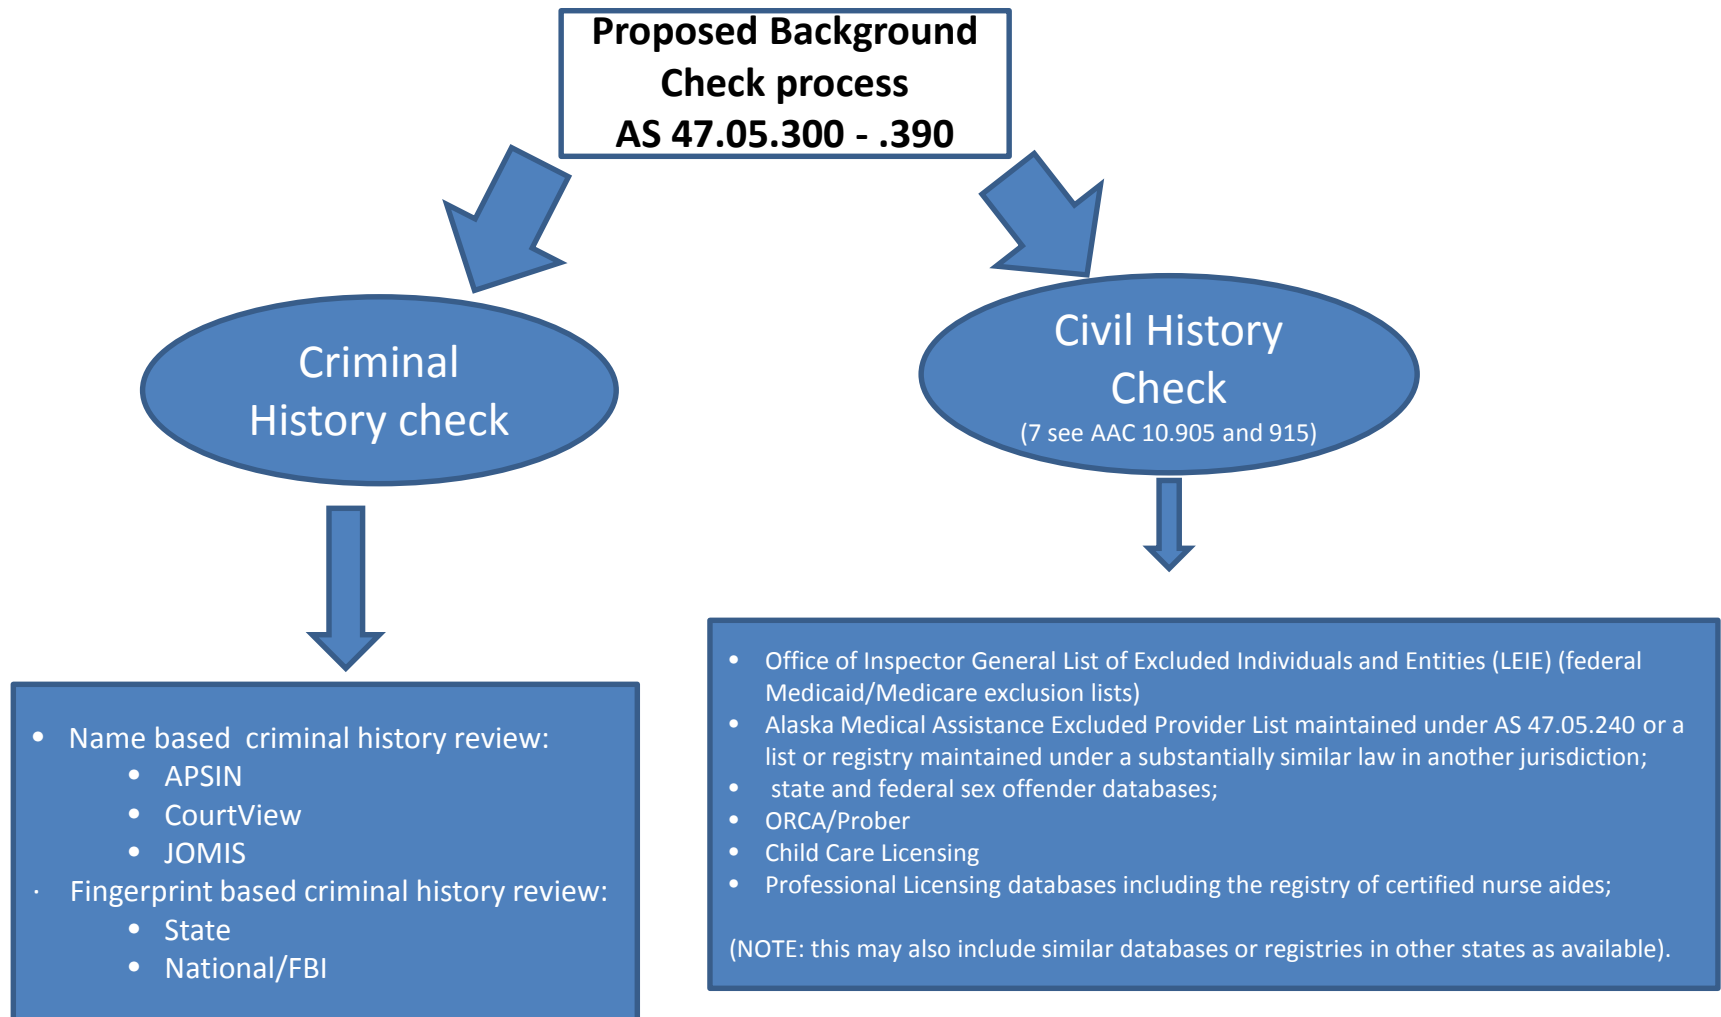 Proposed Background
Check process
AS 47.05.300 - .390
Criminal
History check
Civil History
Check
(7 see AAC 10.905 and 915)
• Name based  criminal history review:
• APSIN
• CourtView
• JOMIS
· Fingerprint based criminal history review:
• State
• National/FBI
• Office of Inspector General List of Excluded Individuals and Entities (LEIE) (federal
Medicaid/Medicare exclusion lists)
• Alaska Medical Assistance Excluded Provider List maintained under AS 47.05.240 or a
list or registry maintained under a substantially similar law in another jurisdiction;
• state and federal sex offender databases;
• ORCA/Prober
• Child Care Licensing
• Professional Licensing databases including the registry of certified nurse aides;
(NOTE: this may also include similar databases or registries in other states as available).